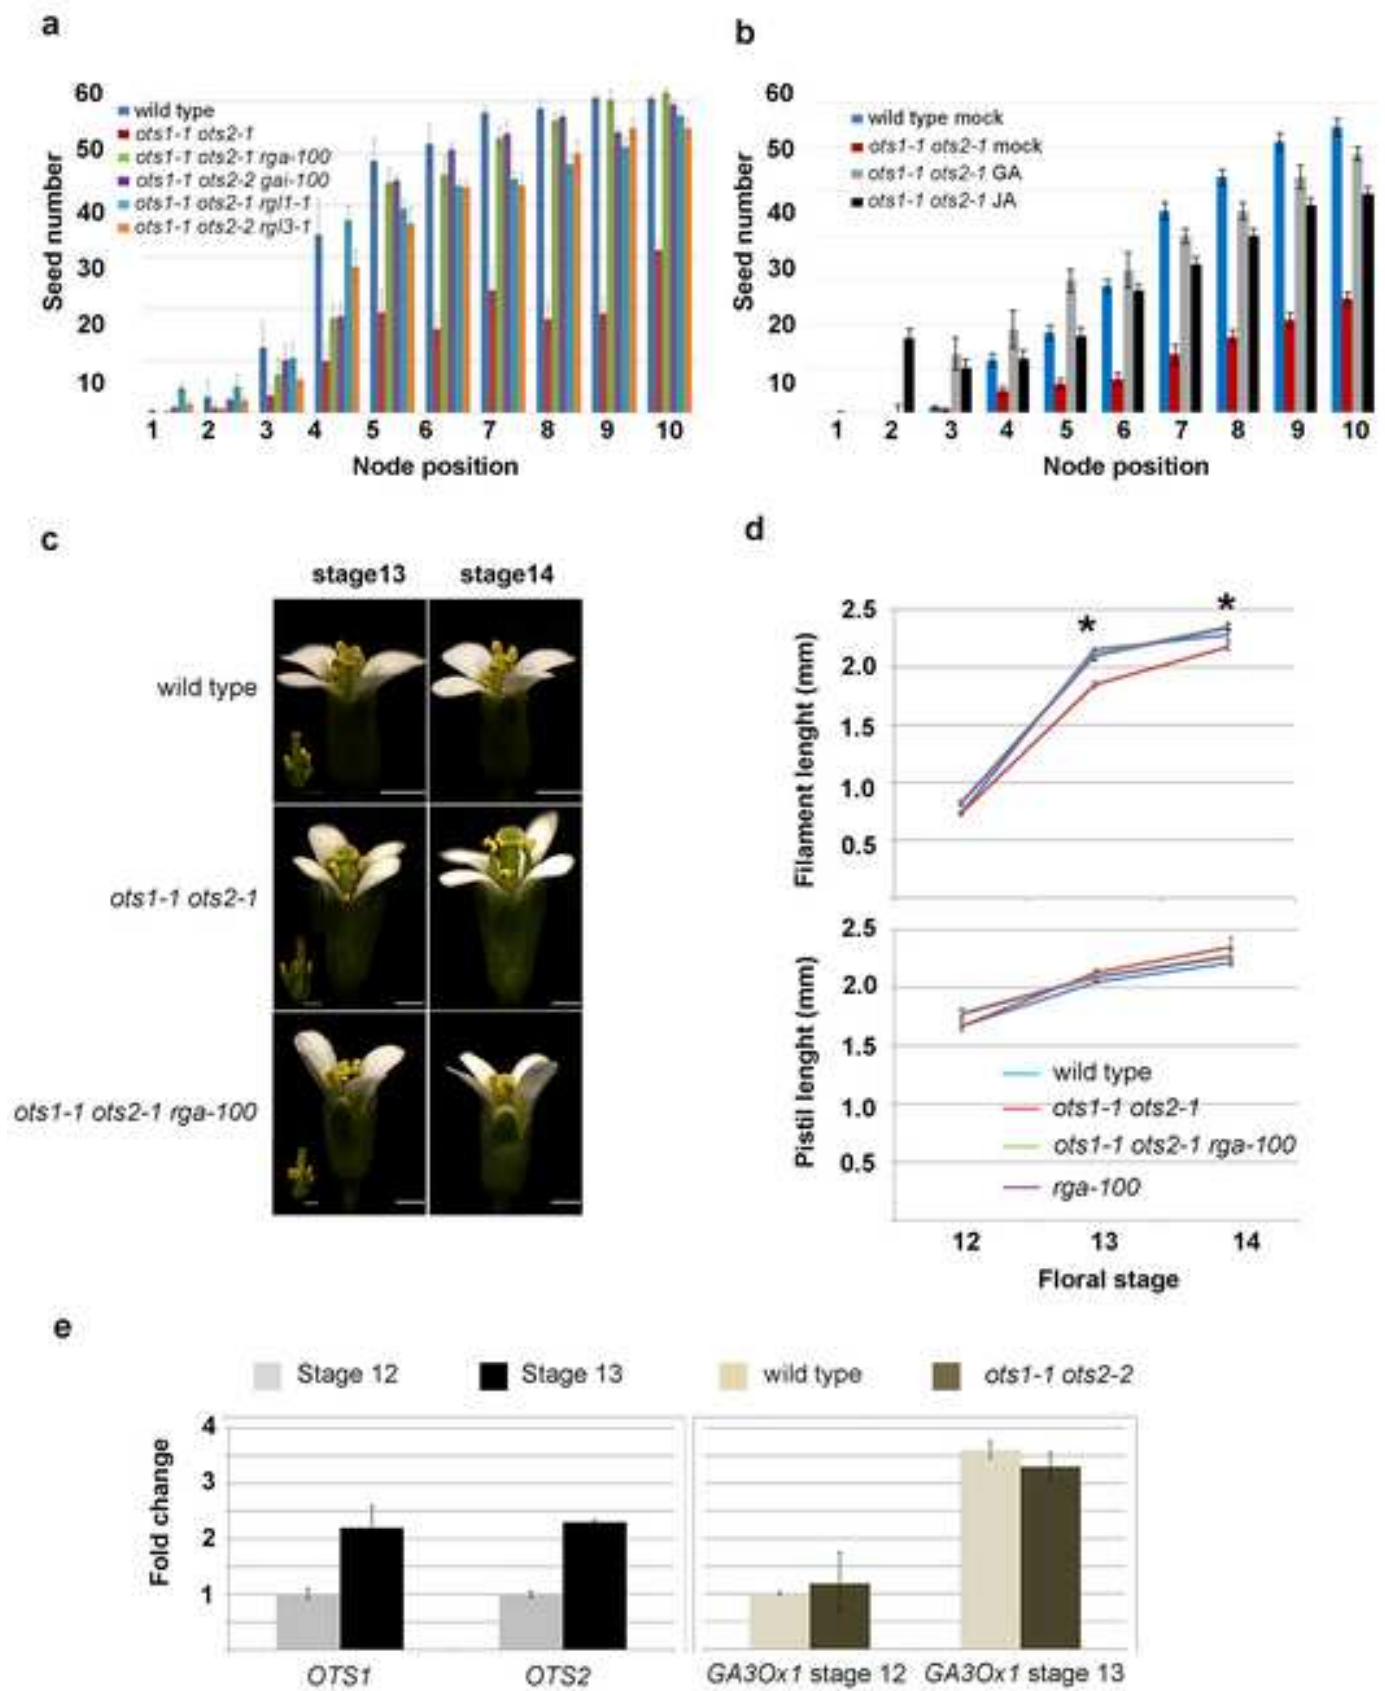 a
60
50
40
30
20
10
Seed number
wild type
ots1-1 ots2-1
ots1-1 ots2-1 rga-100
ots1-1 ots2-2 gai-100
ots1-1 ots2-1 rgl1-1
ots1-1 ots2-2 rgl3-1
1 2 3 4 5 6 7 8 9 10
Node position
b
60
50
40
30
20
10
Seed number
wild type mock
ots1-1 ots2-1 mock
ots1-1 ots2-1 GA
ots1-1 ots2-1 JA
1 2 3 4 5 6 7 8 9 10
Node position
c
stage13 stage14
wild type
ots1-1 ots2-1
ots1-1 ots2-1 rga-100
d
2.5
2.0
1.5
1.0
0.5
Filament lenght (mm)
* *
2.5
2.0
1.5
1.0
0.5
Pistil lenght (mm)
wild type
ots1-1 ots2-1
ots1-1 ots2-1 rga-100
rga-100
12 13 14
Floral stage
e
Stage 12 Stage 13 wild type ots1-1 ots2-2
4
3
2
1
Fold change
OTS1 OTS2 GA3Ox1 stage 12 GA3Ox1 stage 13